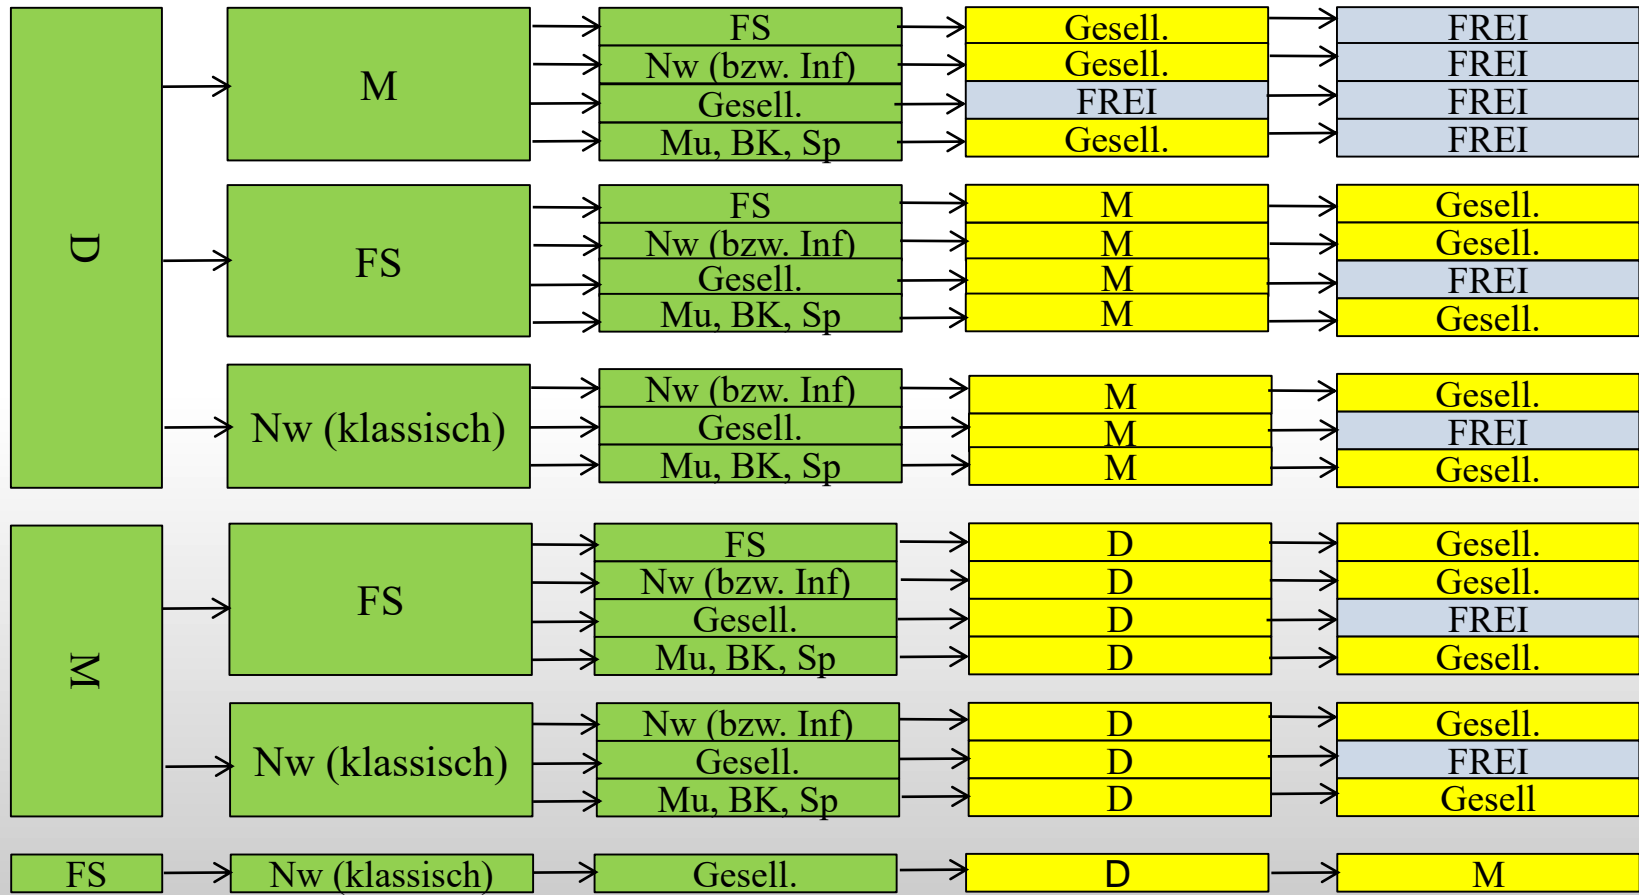 D
M
FS
Gesell.
FREI
Nw (bzw. Inf)
Gesell.
FREI
Gesell.
FREI
FREI
Mu, BK, Sp
Gesell.
FREI
FS
FS
M
Gesell.
Nw (bzw. Inf)
M
Gesell.
Gesell.
M
FREI
Mu, BK, Sp
M
Gesell.
Nw (klassisch)
Nw (bzw. Inf)
M
Gesell.
Gesell.
M
FREI
Mu, BK, Sp
M
Gesell.
M
FS
FS
D
Gesell.
Nw (bzw. Inf)
D
Gesell.
Gesell.
D
FREI
Mu, BK, Sp
D
Gesell.
Nw (klassisch)
Nw (bzw. Inf)
D
Gesell.
Gesell.
D
FREI
Mu, BK, Sp
D
Gesell
FS
Nw (klassisch)
Gesell.
D
M